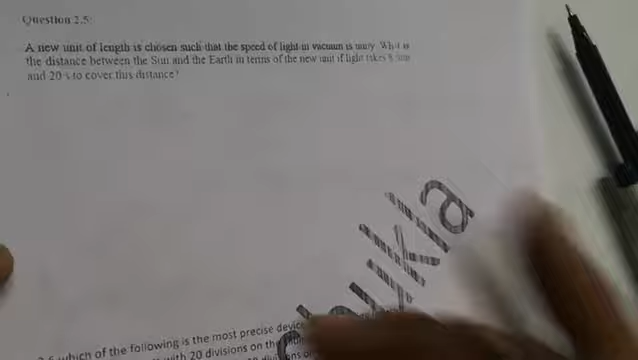 Question 2.5:
A new unit of length is chosen such that the speed of light in vacuum is unity. What is
the distance between the Sun and the Earth in terms of the new unit if light takes 8 min
and 20 s to cover this distance?
which of the following is the most precise device
with 20 divisions on the